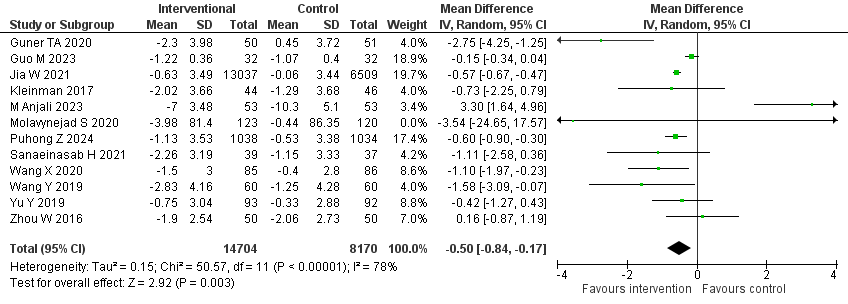 Interventional Control Mean Difference Mean Difference
Study or Subgroup Mean SD Total Mean SD Total Weight IV, Random, 95% CI IV, Random, 95% CI
Guner TA 2020 -2.3 3.98 50 0.45 3.72 51 4.0% -2.75 [-4.25, -1.25]
Guo M 2023 -1.22 0.36 32 -1.07 0.4 32 18.9% -0.15 [-0.34, 0.04]
Jia W 2021 -0.63 3.49 13037 -0.06 3.44 6509 19.7% -0.57 [-0.67, -0.47]
Kleinman 2017 -2.02 3.66 44 -1.29 3.68 46 3.9% -0.73 [-2.25, 0.79]
M Anjali 2023 -7 3.48 53 -10.3 5.1 53 3.4% 3.30 [1.64, 4.96]
Molavynejad S 2020 -3.98 81.4 123 -0.44 86.35 120 0.0% -3.54 [-24.65, 17.57]
Puhong Z 2024 -1.13 3.53 1038 -0.53 3.38 1034 17.4% -0.60 [-0.90, -0.30]
Sanaeinasab H 2021 -2.26 3.19 39 -1.15 3.33 37 4.1% -1.11 [-2.58, 0.36]
Wang X 2020 -1.5 3 85 -0.4 2.8 86 8.1% -1.10 [-1.97, -0.23]
Wang Y 2019 -2.83 4.16 60 -1.25 4.28 60 4.0% -1.58 [-3.09, -0.07]
Yu Y 2019 -0.75 3.04 93 -0.33 2.88 92 8.3% -0.42 [-1.27, 0.43]
Zhou W 2016 -1.9 2.54 50 -2.06 2.73 50 6.7% 0.16 [-0.87, 1.19]
Total (95% CI) 14704 8170 100.0% -0.50 [-0.84, -0.17]
Heterogeneity: Tau² = 0.15; Chi² = 50.57, df = 11 (P < 0.00001); I² = 78%
Test for overall effect: Z = 2.92 (P = 0.003)
-4 -2 0 2 4
Favours intervention Favours control